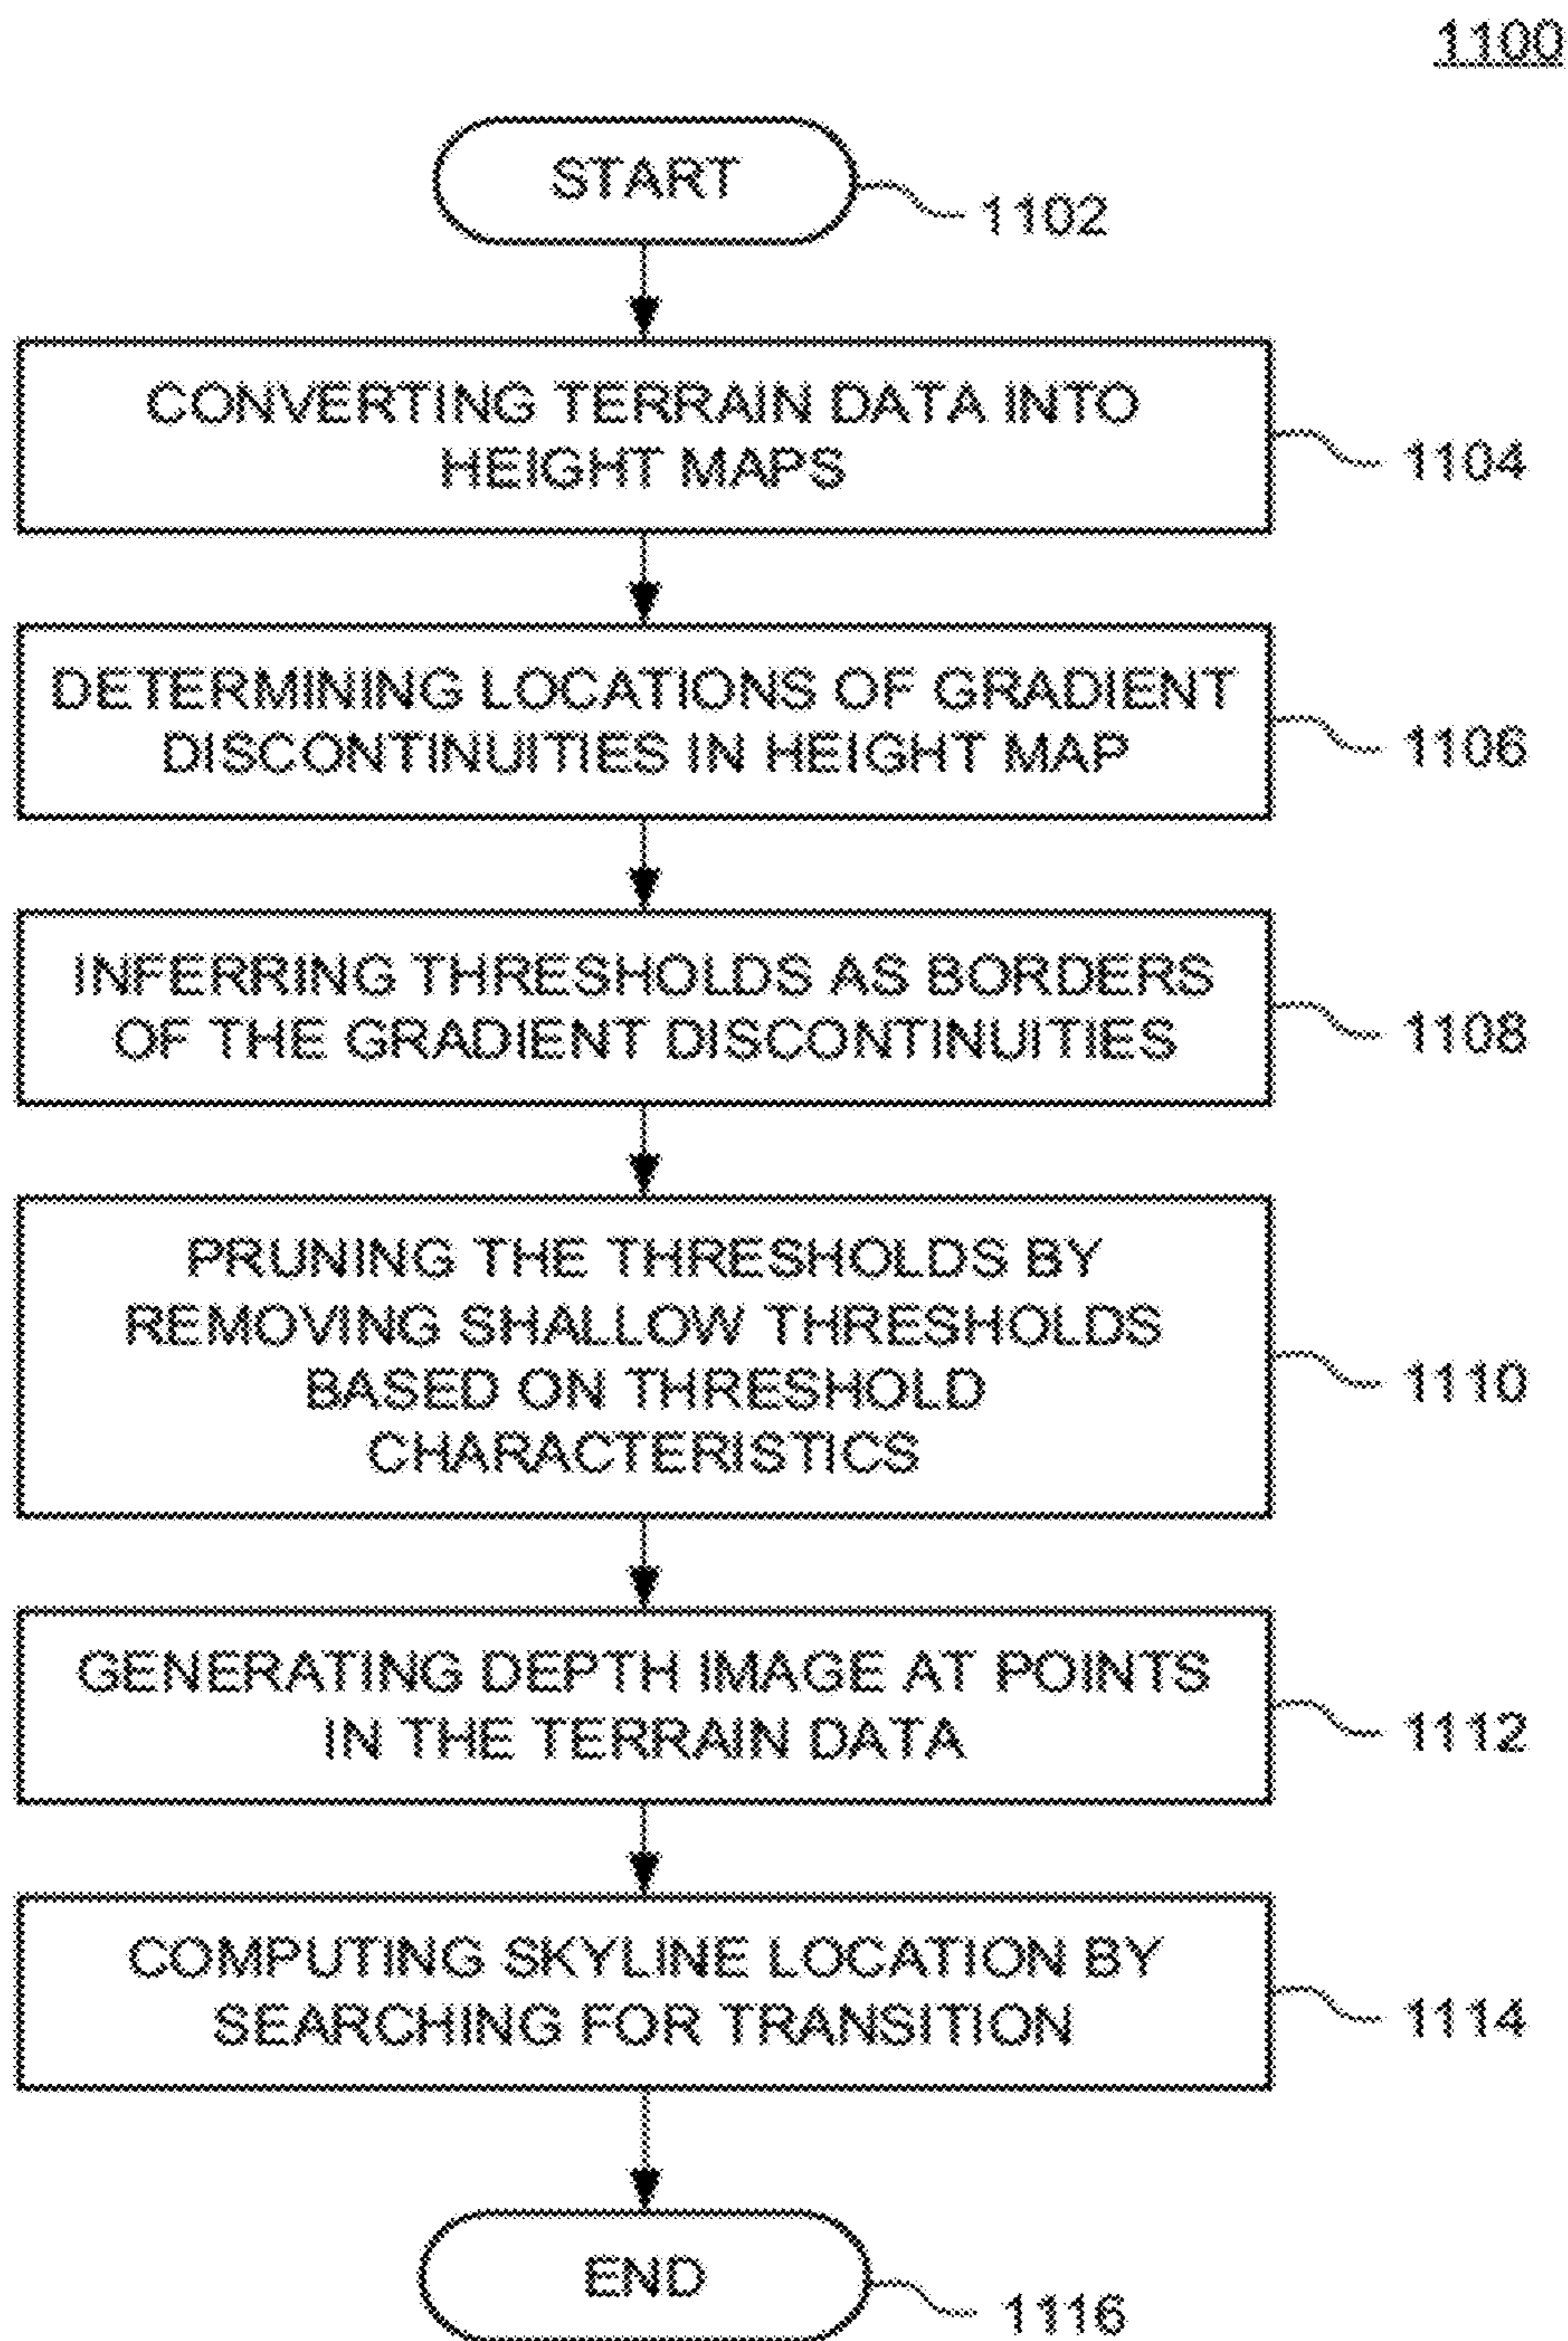 1100
START
1102
CONVERTING TERRAIN DATA INTO
HEIGHT MAPS
1104
DETERMINING LOCATIONS OF GRADIENT
DISCONTINUITIES IN HEIGHT MAP
1106
INFERRING THRESHOLDS AS BORDERS
OF THE GRADIENT DISCONTINUITIES
1108
PRUNING THE THRESHOLDS BY
REMOVING SHALLOW THRESHOLDS
BASED ON THRESHOLD
CHARACTERISTICS
1110
GENERATING DEPTH IMAGE AT POINTS
IN THE TERRAIN DATA
1112
COMPUTING SKYLINE LOCATION BY
SEARCHING FOR TRANSITION
1114
END
1116